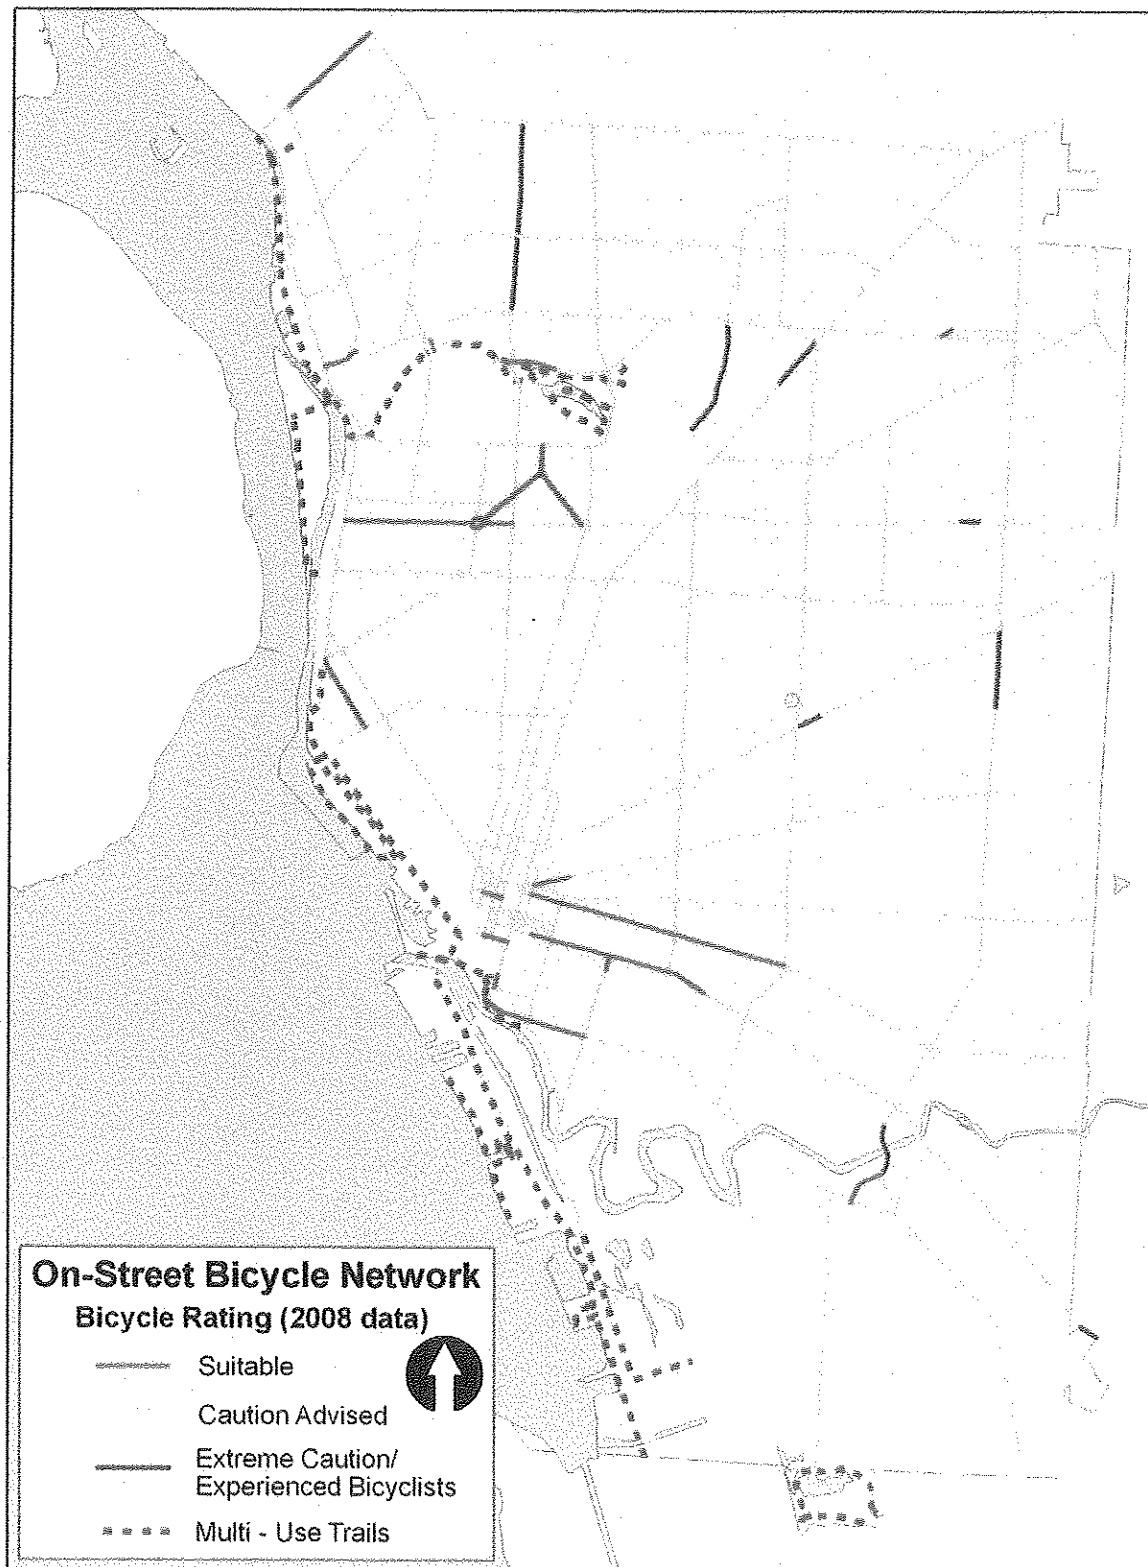 On-Street Bicycle Network
Bicycle Rating (2008 data)
Suitable
Caution Advised
Extreme Caution/
Experienced Bicyclists
Multi - Use Trails